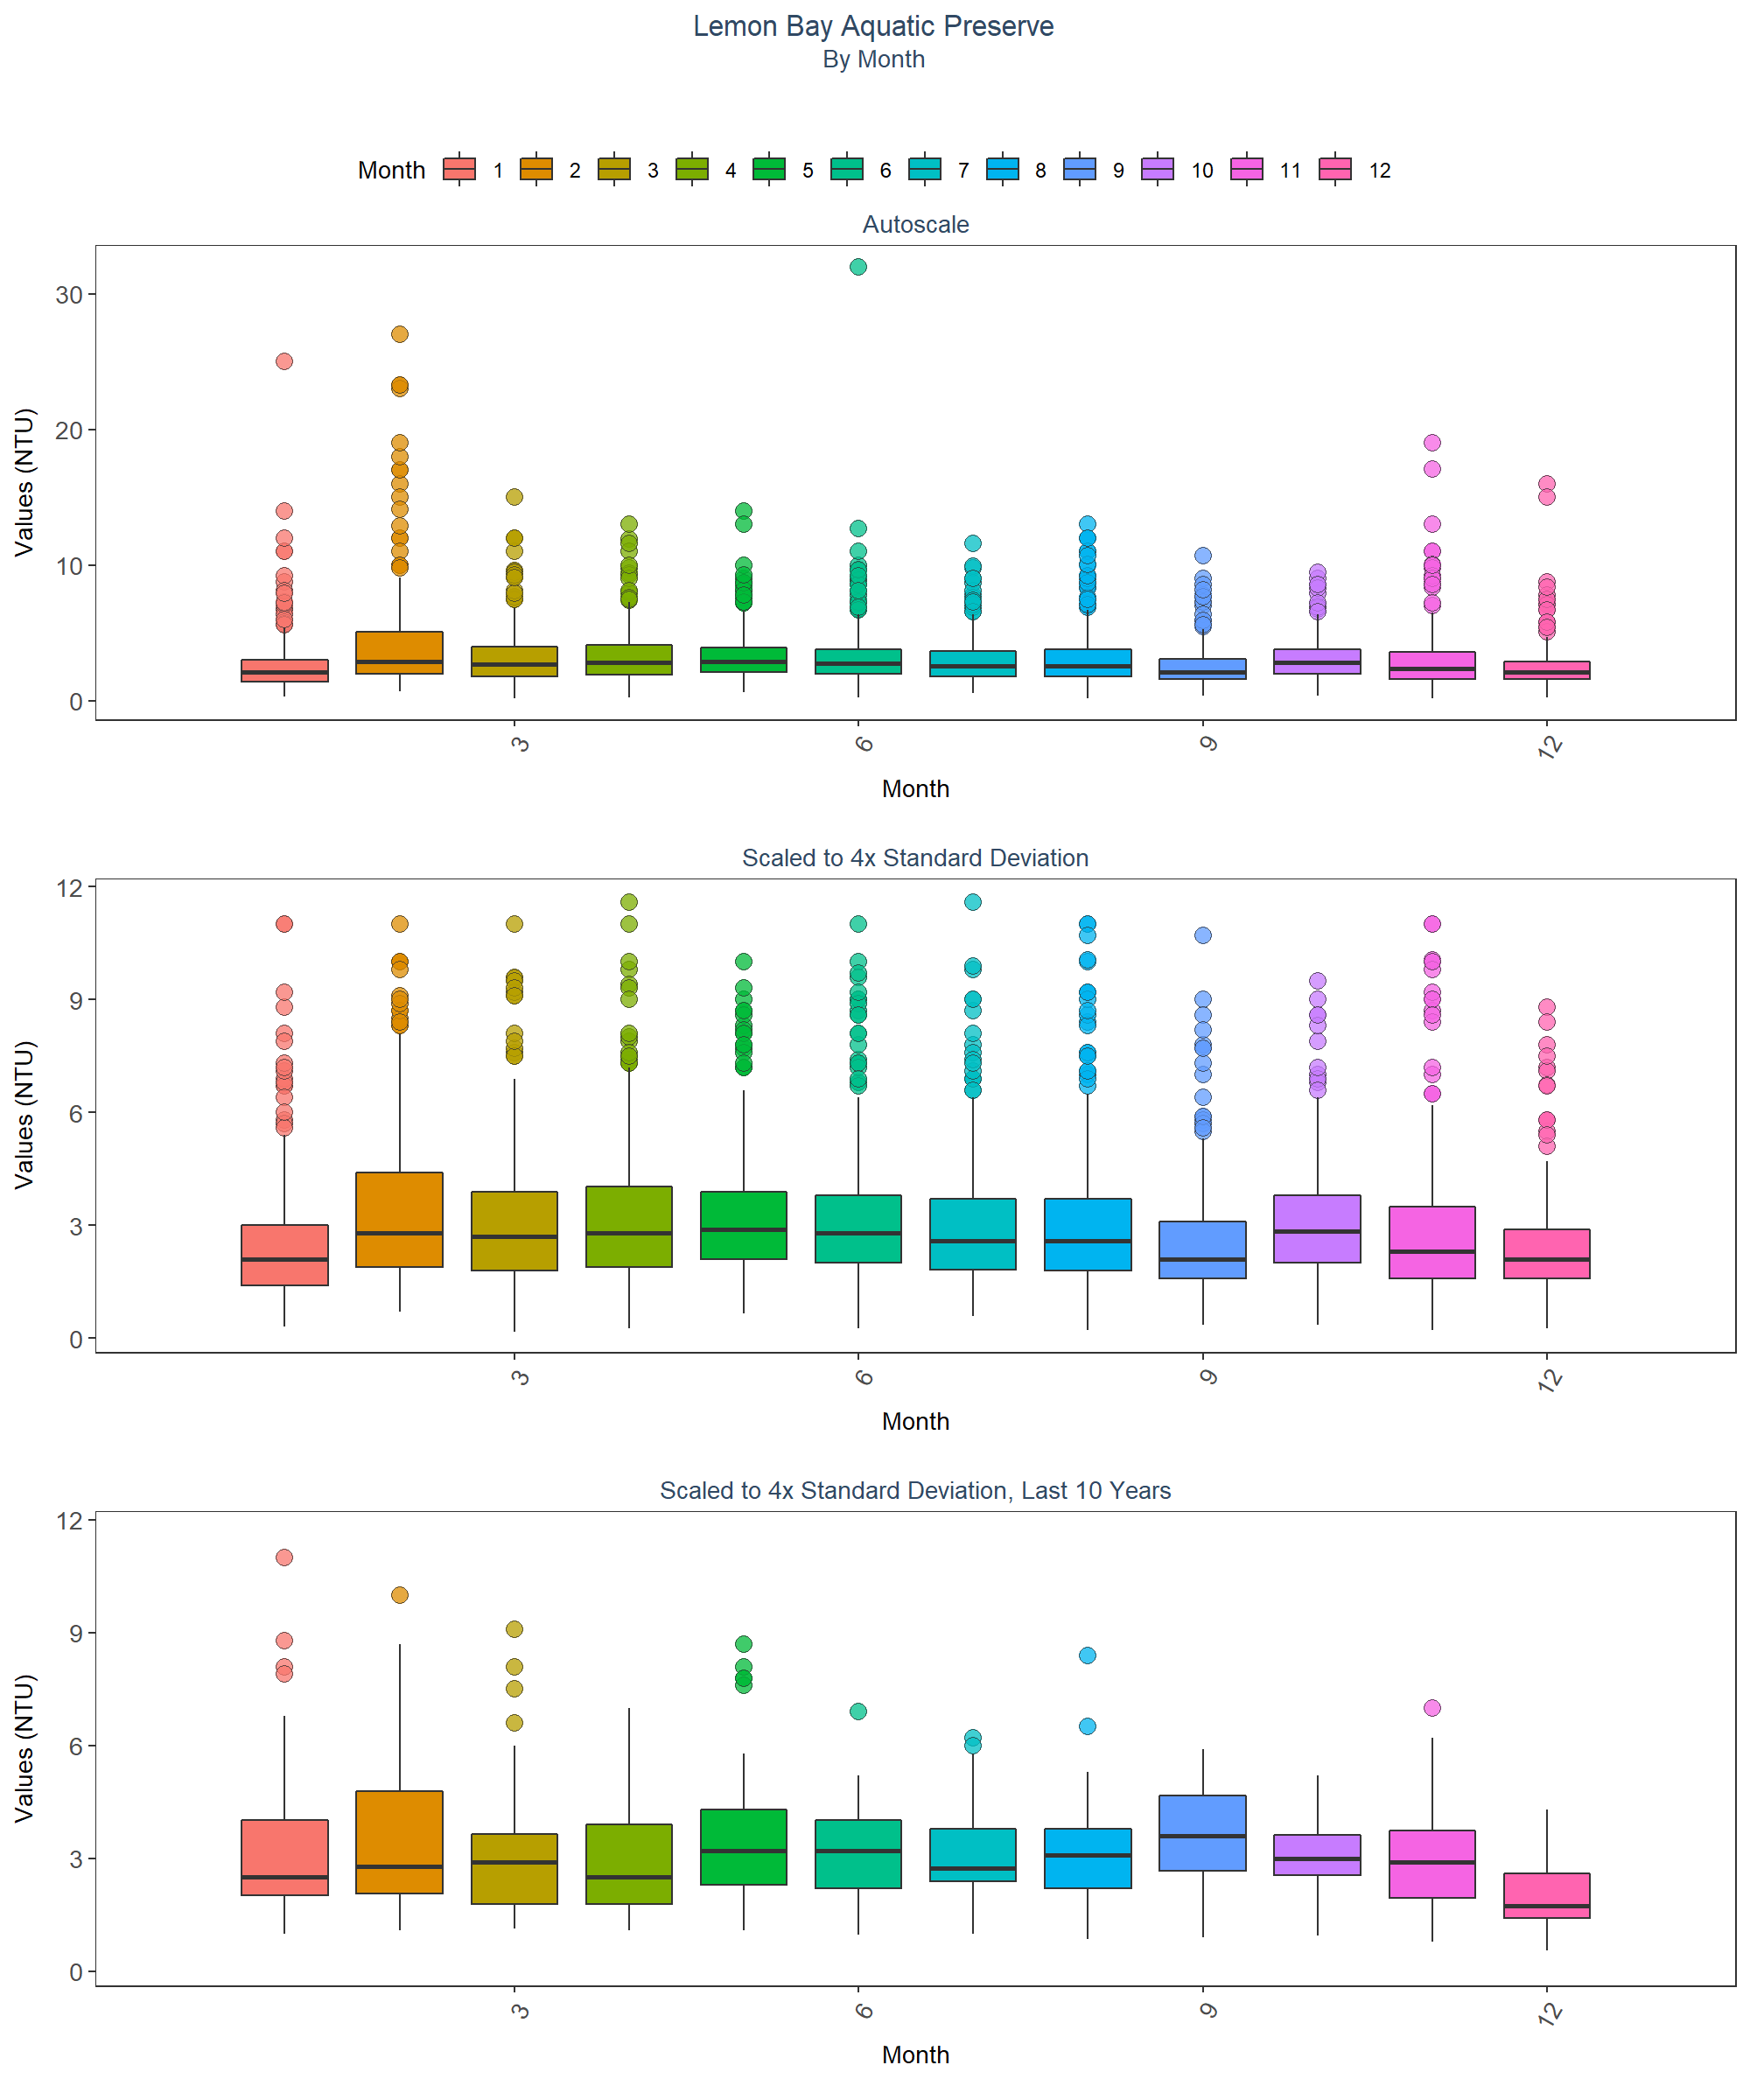 Lemon Bay Aquatic Preserve
By Month
Month 1 2 3 4 5 6 7 8 9 10 11 12
Autoscale
Values (NTU)
30
20
10
0
3 6 9 12
Month
Scaled to 4x Standard Deviation
Values (NTU)
12
9
6
3
0
3 6 9 12
Month
Scaled to 4x Standard Deviation, Last 10 Years
Values (NTU)
12
9
6
3
0
3 6 9 12
Month